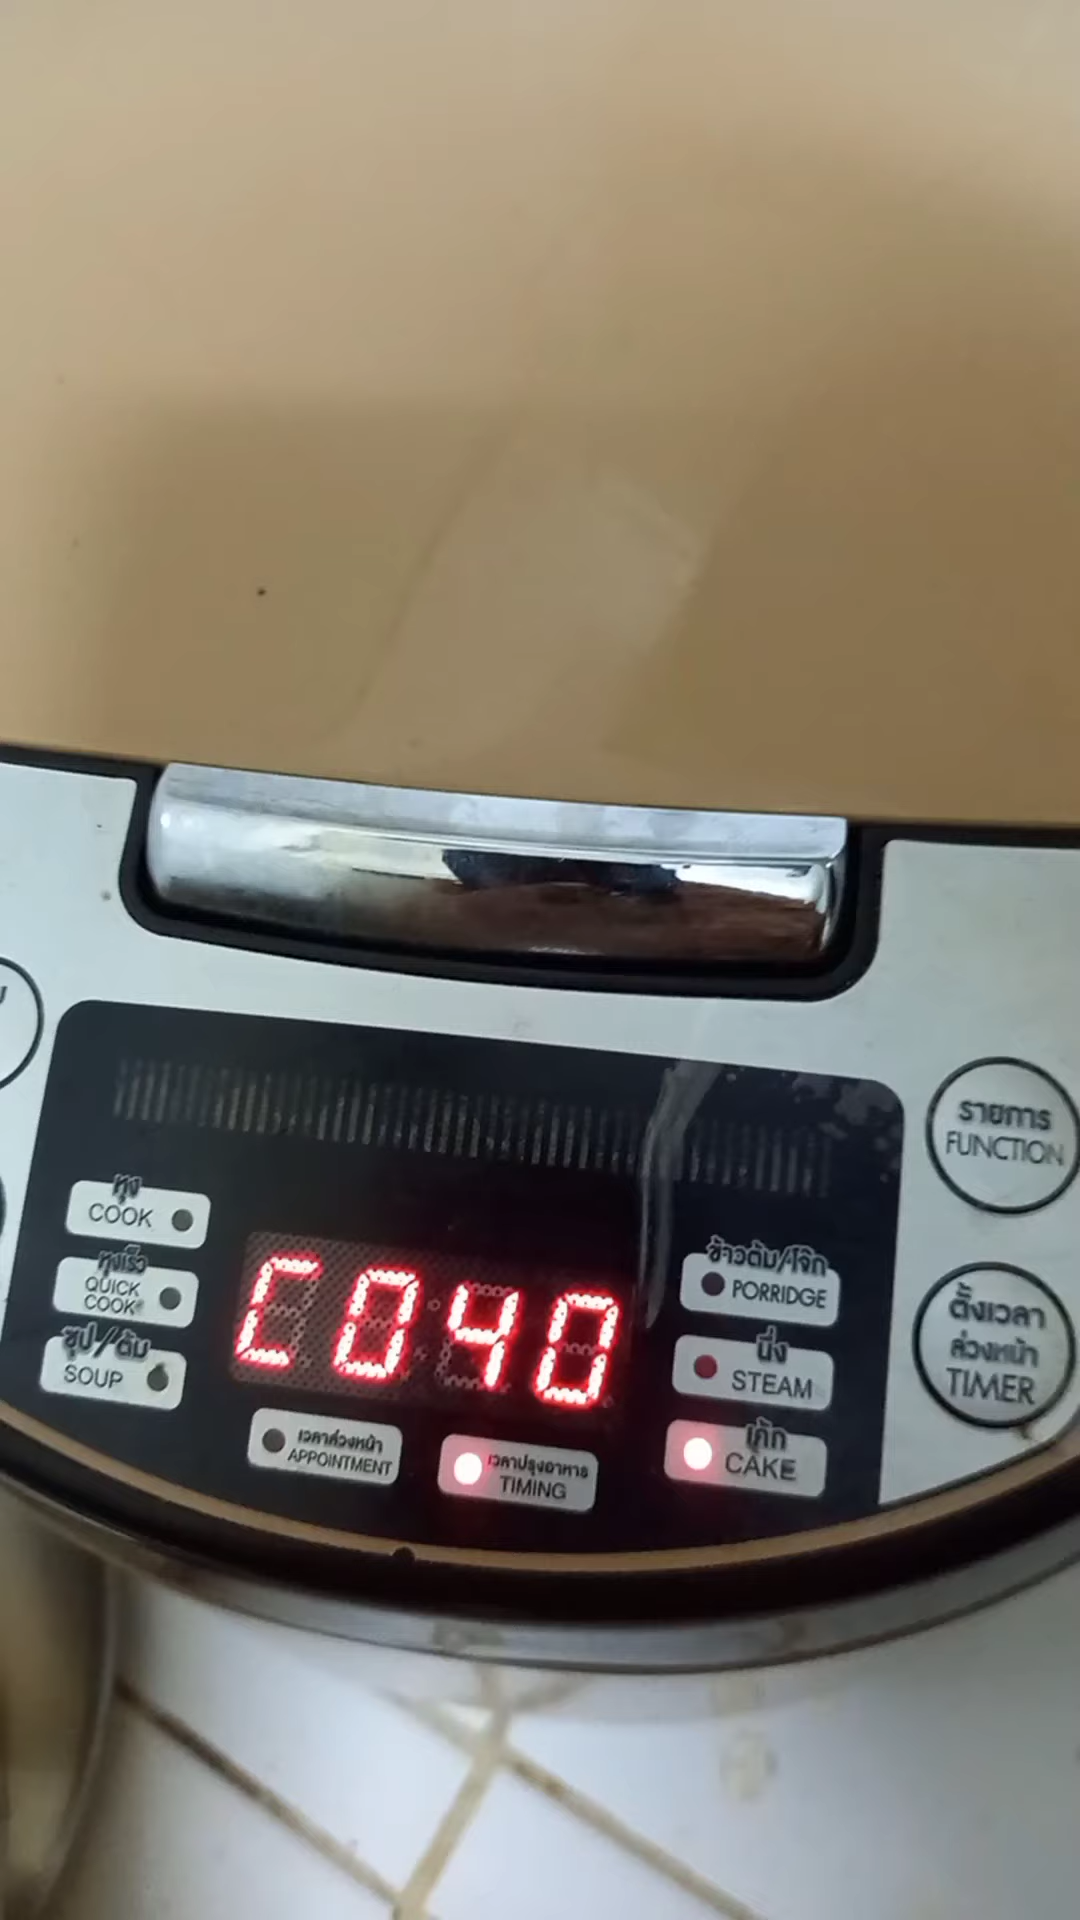 รายการ
FUNCTION
หุง
COOK
หุงเร็ว
QUICK
COOK
ซุป/ต้ม
SOUP
C040
ข้าวต้ม/โจ๊ก
PORRIDGE
นึ่ง
STEAM
เค้ก
CAKE
ตั้งเวลา
ล่วงหน้า
TIMER
เวลาล่วงหน้า
APPOINTMENT
เวลาปรุงอาหาร
TIMING